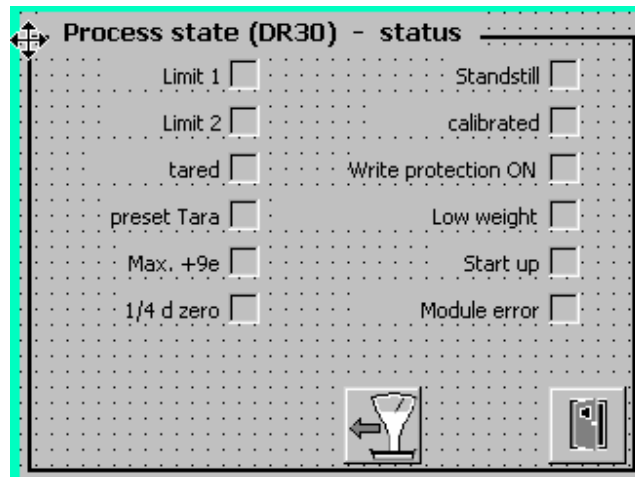 Process state (DR30) - status
Limit 1
Standstill
Limit 2
calibrated
tared
Write protection ON
preset Tara
Low weight
Max. +9e
Start up
1/4 d zero
Module error